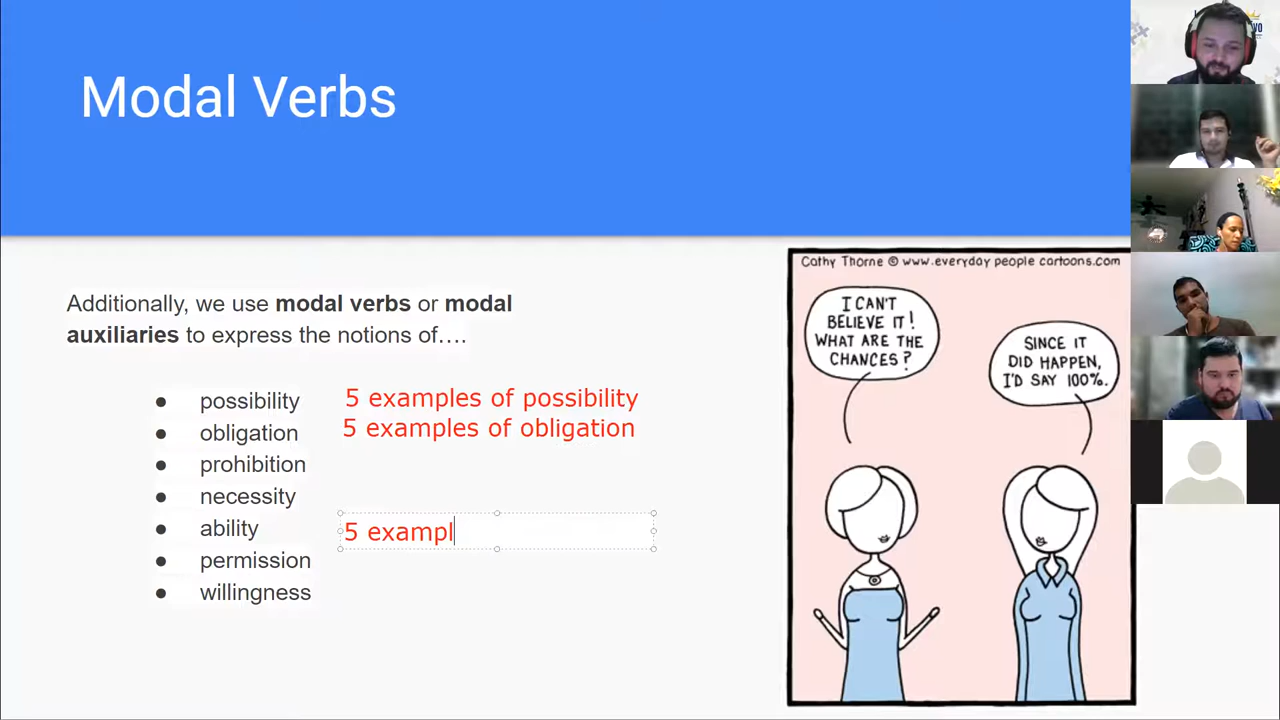 Modal Verbs
Additionally, we use modal verbs or modal
auxiliaries to express the notions of….
● possibility
● obligation
● prohibition
● necessity
● ability
● permission
● willingness
5 examples of possibility
5 examples of obligation
5 exampl
Cathy Thorne © www.everyday people cartoons.com
I CAN'T
BELIEVE IT!
WHAT ARE THE
CHANCES?
SINCE IT
DID HAPPEN,
I'D SAY 100%.